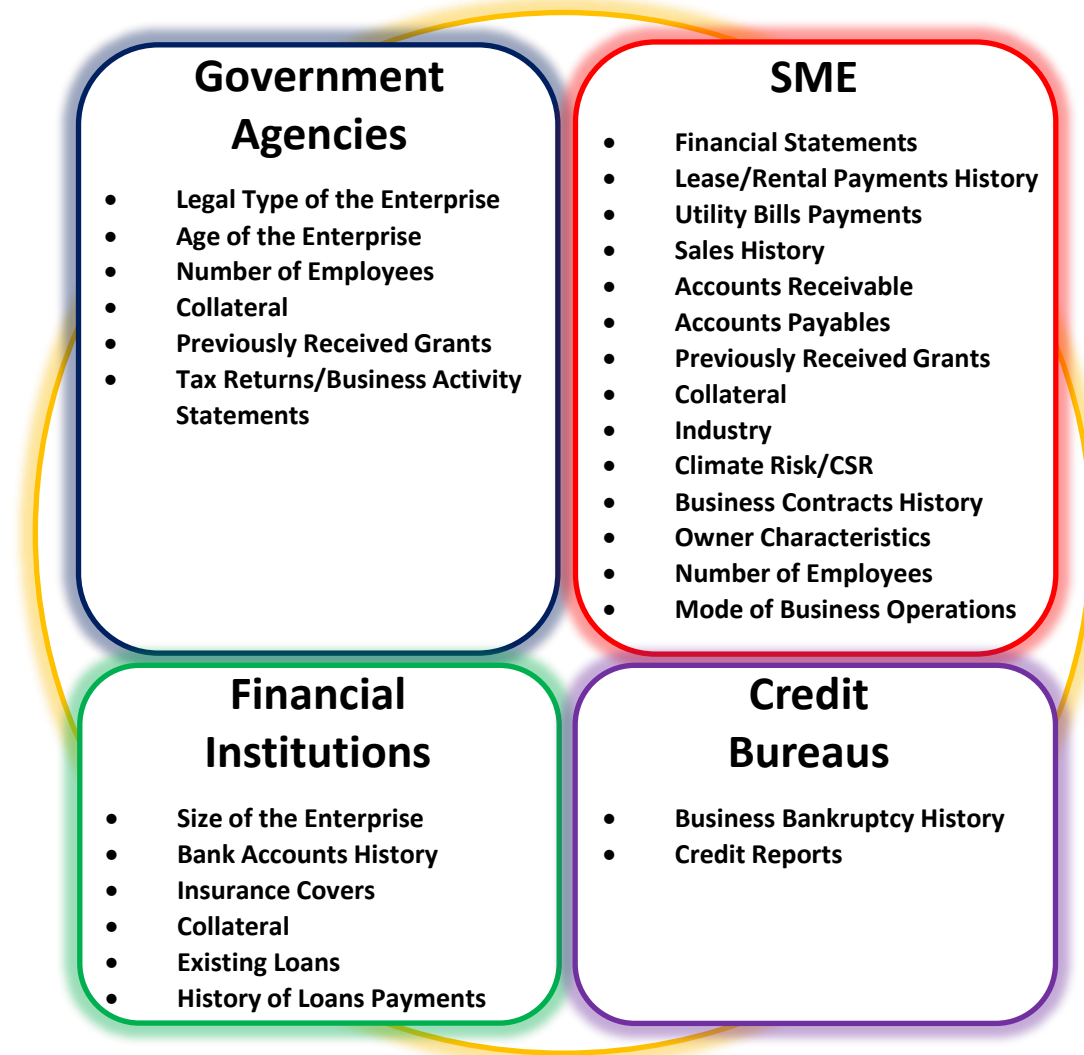 Government
Agencies
• Legal Type of the Enterprise
• Age of the Enterprise
• Number of Employees
• Collateral
• Previously Received Grants
• Tax Returns/Business Activity
Statements
SME
• Financial Statements
• Lease/Rental Payments History
• Utility Bills Payments
• Sales History
• Accounts Receivable
• Accounts Payables
• Previously Received Grants
• Collateral
• Industry
• Climate Risk/CSR
• Business Contracts History
• Owner Characteristics
• Number of Employees
• Mode of Business Operations
Financial
Institutions
• Size of the Enterprise
• Bank Accounts History
• Insurance Covers
• Collateral
• Existing Loans
• History of Loans Payments
Credit
Bureaus
• Business Bankruptcy History
• Credit Reports